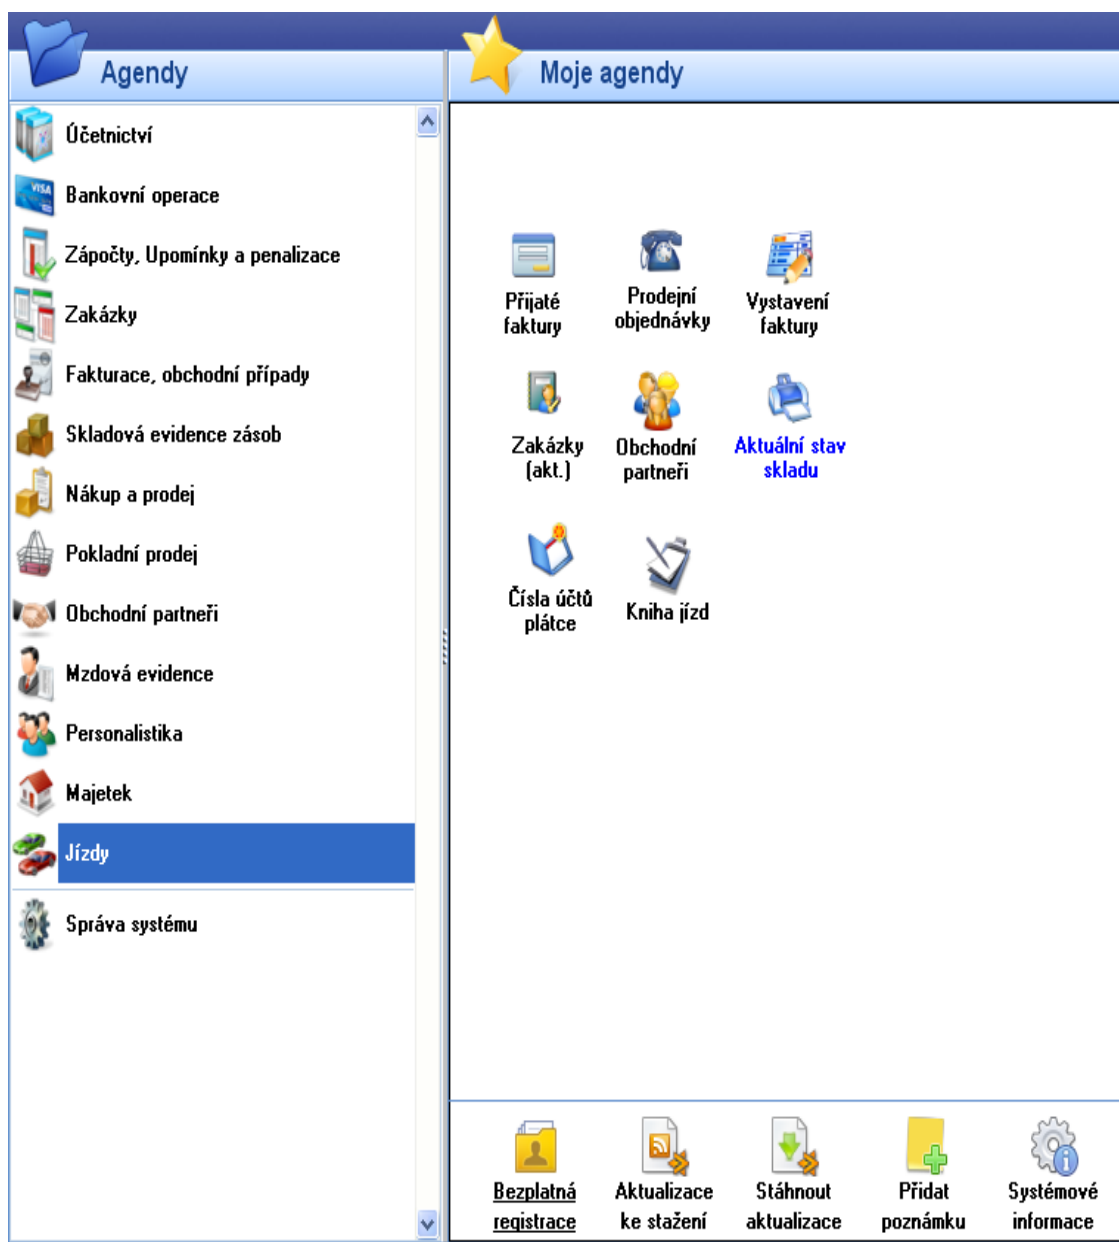 Agendy
Účetnictví
VISA
Bankovní operace
Zápočty, Upomínky a penalizace
Zakázky
Fakturace, obchodní případy
Skladová evidence zásob
Nákup a prodej
Pokladní prodej
Obchodní partneři
Mzdová evidence
Personalistika
Majetek
Jízdy
Správa systému
Moje agendy
Přijaté
faktury
Prodejní
objednávky
Vystavení
faktury
Zakázky
(akt.)
Obchodní
partneři
Aktuální stav
skladu
Čísla účtů
plátce
Kniha jízd
Bezplatná
registrace
Aktualizace
ke stažení
Stáhnout
aktualizace
Přidat
poznámku
Systémové
informace